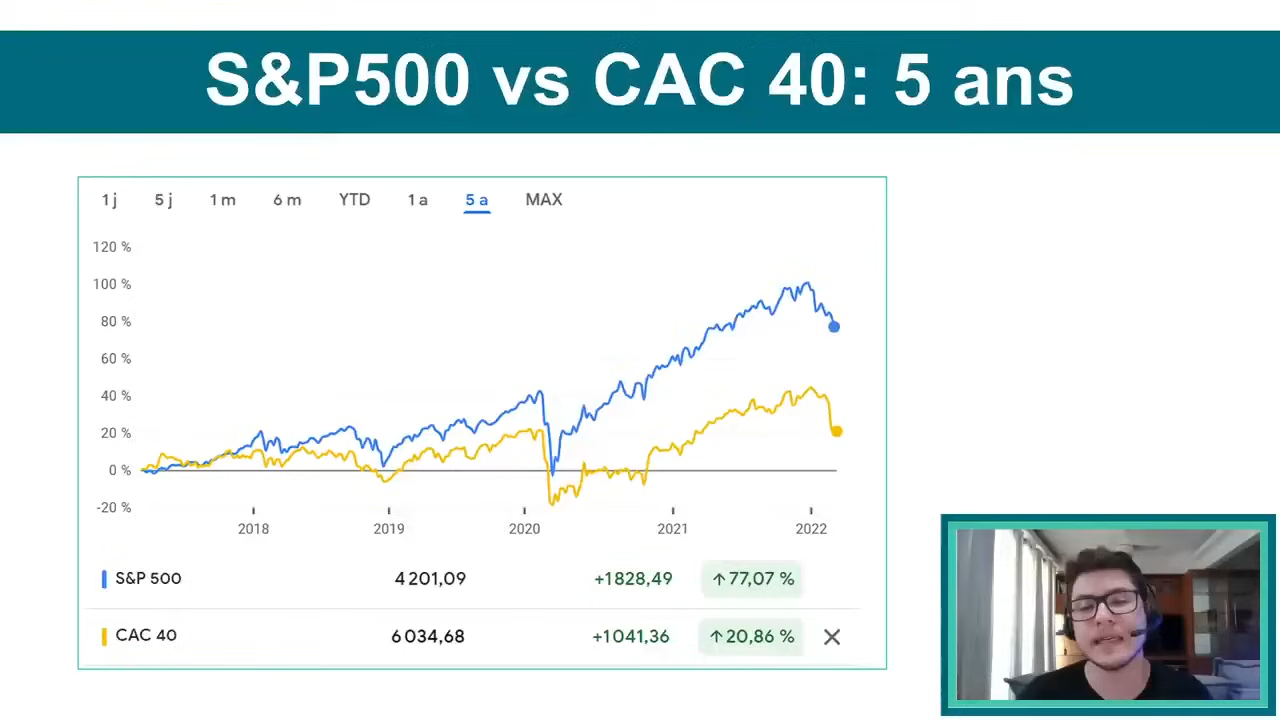 S&P500 vs CAC 40: 5 ans
1 j 5 j 1 m 6 m YTD 1 a 5 a MAX
120 %
100 %
80 %
60 %
40 %
20 %
0 %
-20 %
2018 2019 2020 2021 2022
S&P 500 4 201,09 +1828,49 ↑77,07 %
CAC 40 6 034,68 +1041,36 ↑20,86 %